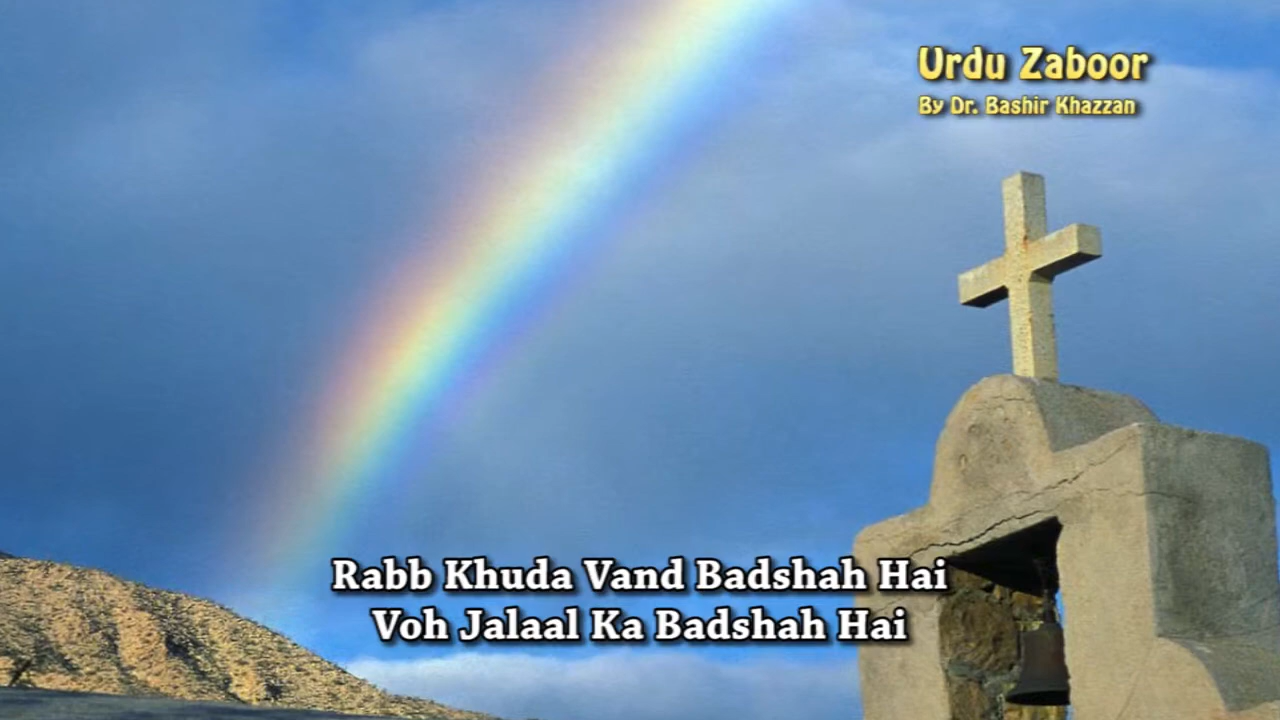 Urdu Zaboor
By Dr. Bashir Khazzan
Rabb Khuda Vand Badshah Hai
Voh Jalaal Ka Badshah Hai